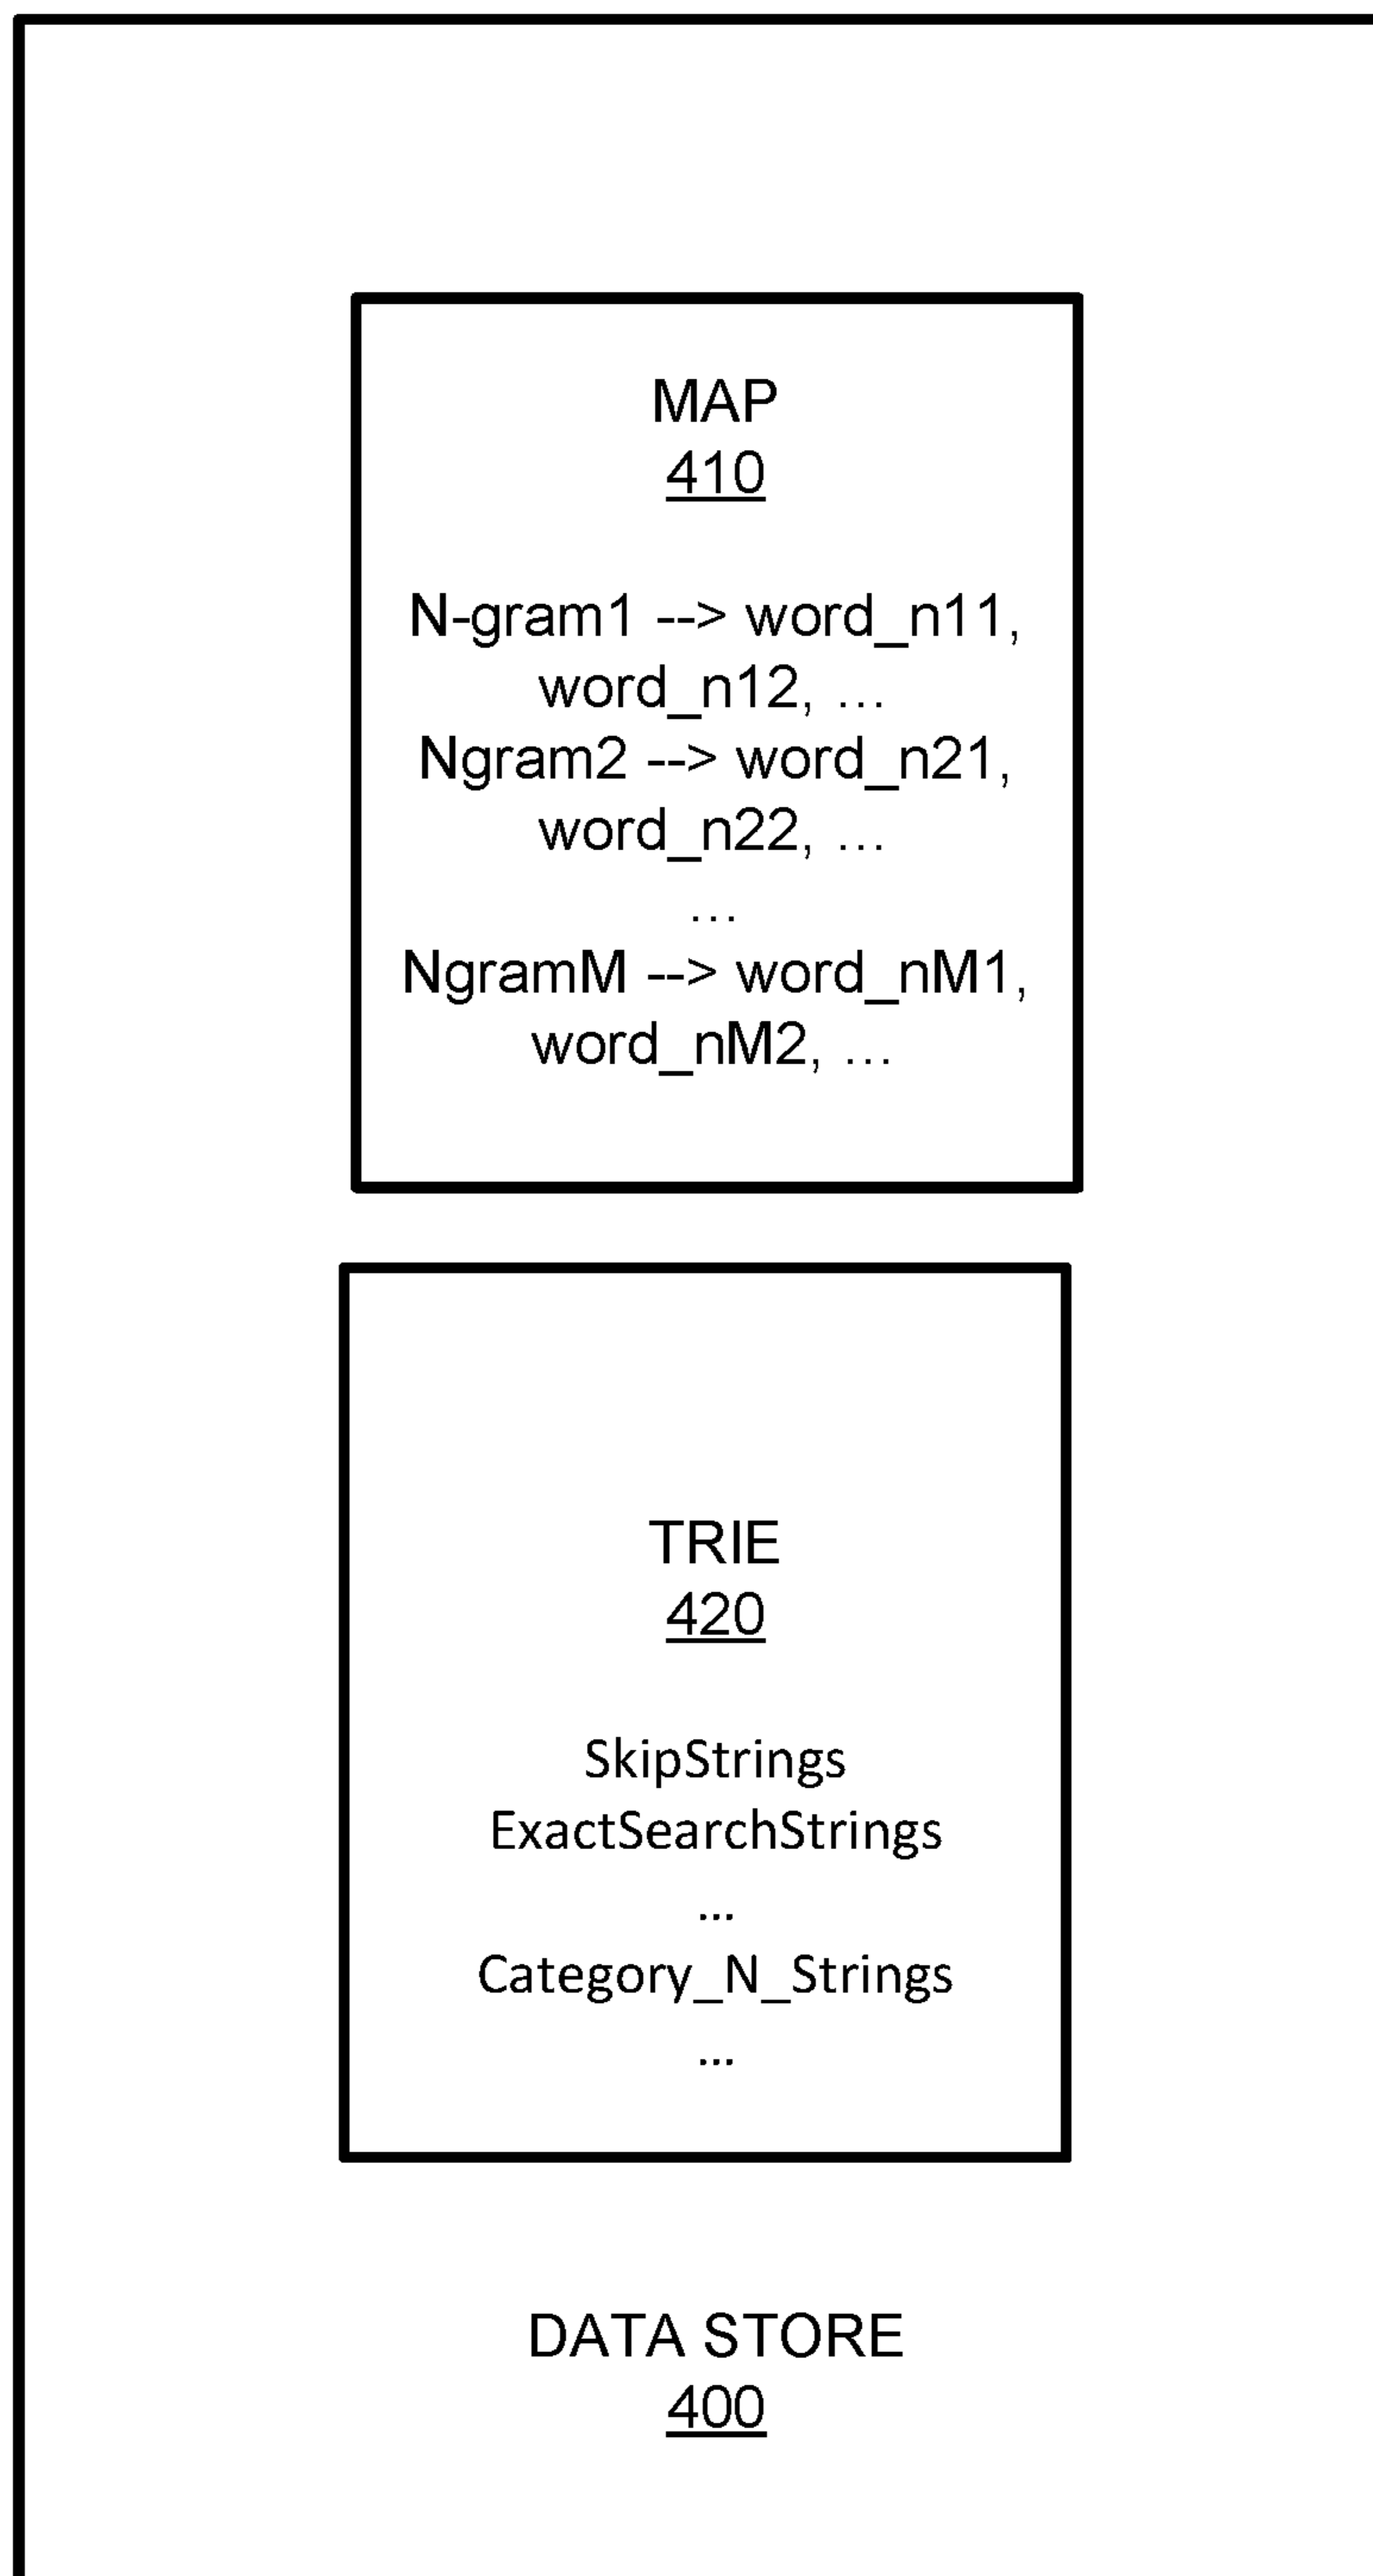 MAP
410
N-gram1 --> word_n11,
word_n12, …
Ngram2 --> word_n21,
word_n22, …
…
NgramM --> word_nM1,
word_nM2, …
TRIE
420
SkipStrings
ExactSearchStrings
…
Category_N_Strings
…
DATA STORE
400